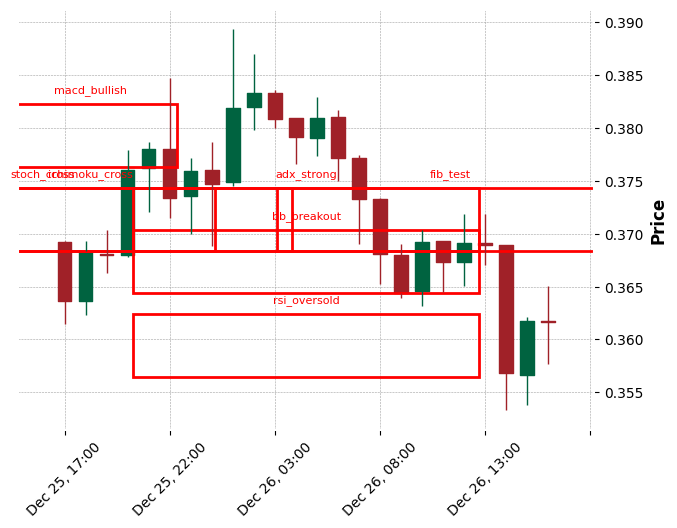 0.390
macd_bullish
0.385
0.380
stoch_cross
ichimoku_cross
adx_strong
fib_test
0.375
bb_breakout
0.370
Price
0.365
rsi_oversold
0.360
0.355
Dec 25, 17:00
Dec 25, 22:00
Dec 26, 03:00
Dec 26, 08:00
Dec 26, 13:00